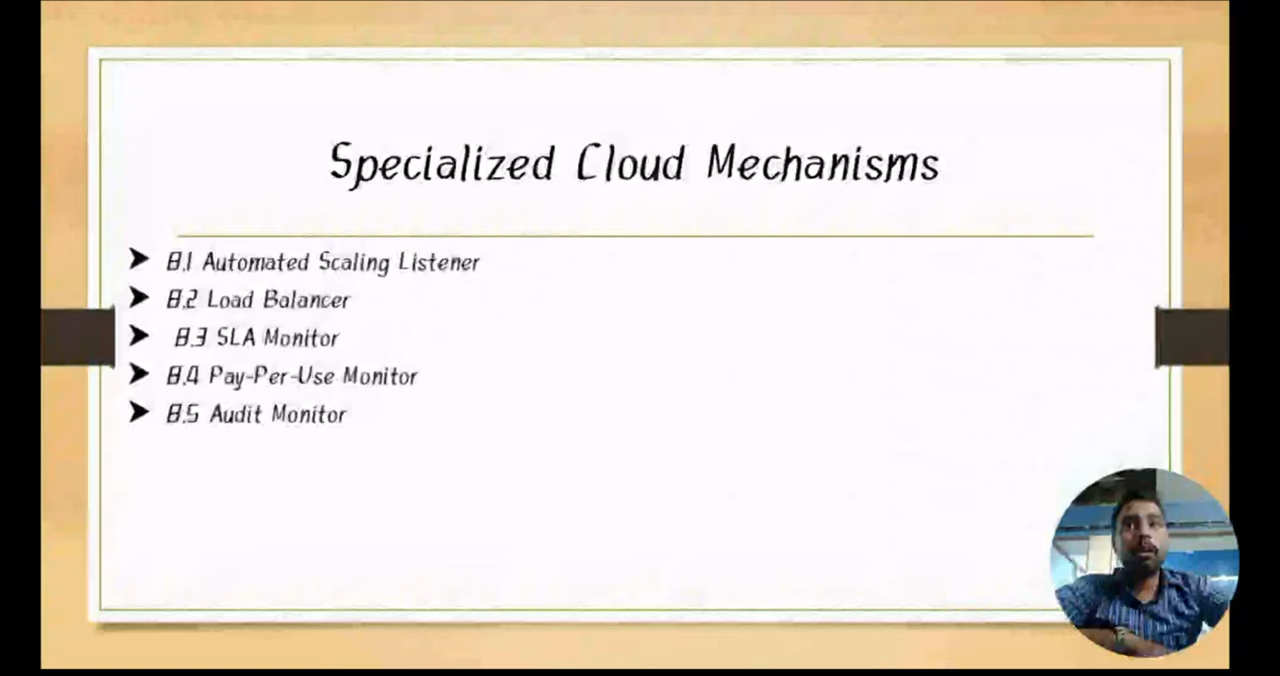 Specialized Cloud Mechanisms
8.1 Automated Scaling Listener
8.2 Load Balancer
8.3 SLA Monitor
8.4 Pay-Per-Use Monitor
8.5 Audit Monitor